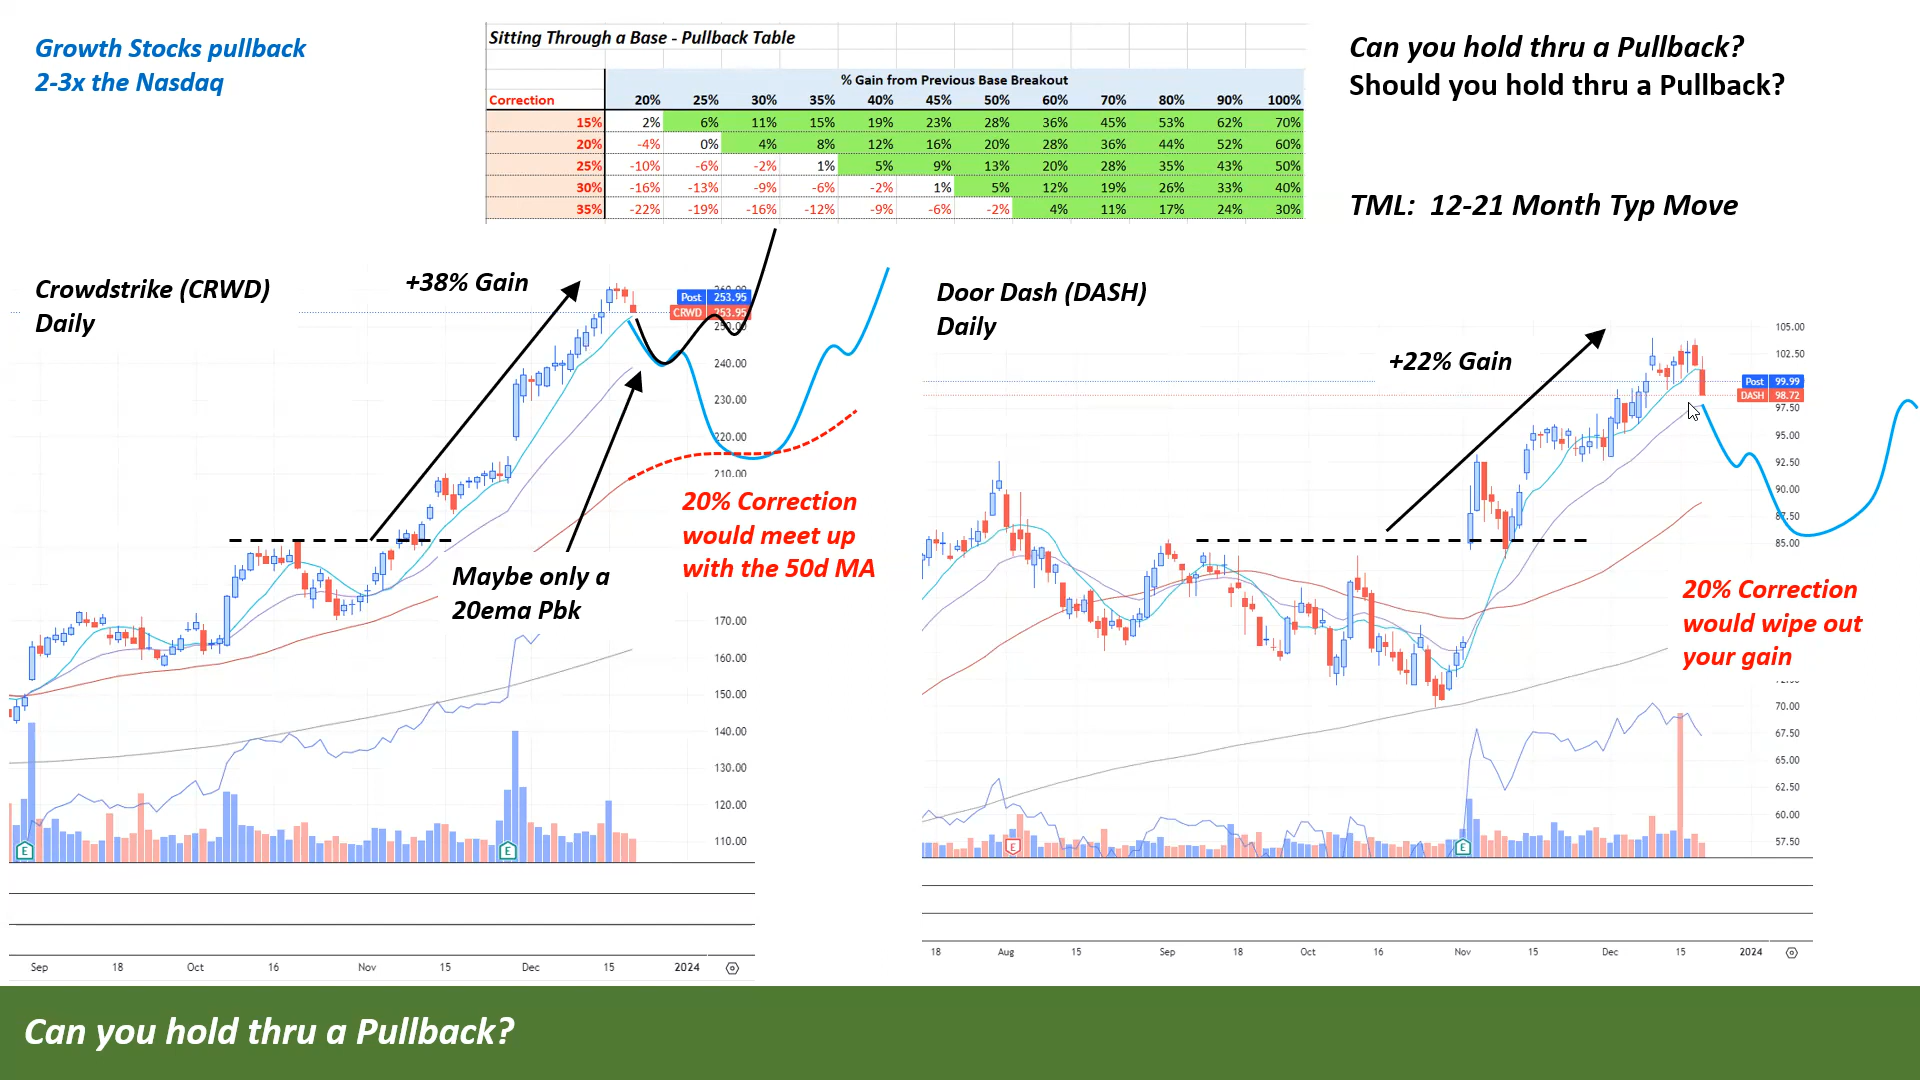 Growth Stocks pullback
2-3x the Nasdaq
Sitting Through a Base - Pullback Table
% Gain from Previous Base Breakout
Correction 20% 25% 30% 35% 40% 45% 50% 60% 70% 80% 90% 100%
15% 2% 6% 11% 15% 19% 23% 28% 36% 45% 53% 62% 70%
20% -4% 0% 4% 8% 12% 16% 20% 28% 36% 44% 52% 60%
25% -10% -6% -2% 1% 5% 9% 13% 20% 28% 35% 43% 50%
30% -16% -13% -9% -6% -2% 1% 5% 12% 19% 26% 33% 40%
35% -22% -19% -16% -12% -9% -6% -2% 4% 11% 17% 24% 30%
Can you hold thru a Pullback?
Should you hold thru a Pullback?
TML: 12-21 Month Typ Move
Crowdstrike (CRWD)
Daily
+38% Gain
Post 253.95
CRWD 253.95
250.00
240.00
230.00
220.00
210.00
170.00
160.00
150.00
140.00
130.00
120.00
110.00
20% Correction
would meet up
with the 50d MA
Maybe only a
20ema Pbk
E
E
Sep 18 Oct 16 Nov 15 Dec 15 2024
Door Dash (DASH)
Daily
+22% Gain
105.00
102.50
Post 99.99
DASH 98.72
97.50
95.00
92.50
90.00
87.50
85.00
20% Correction
would wipe out
your gain
70.00
67.50
65.00
62.50
60.00
57.50
E
E
18 Aug 15 Sep 18 Oct 16 Nov 15 Dec 15 2024
Can you hold thru a Pullback?